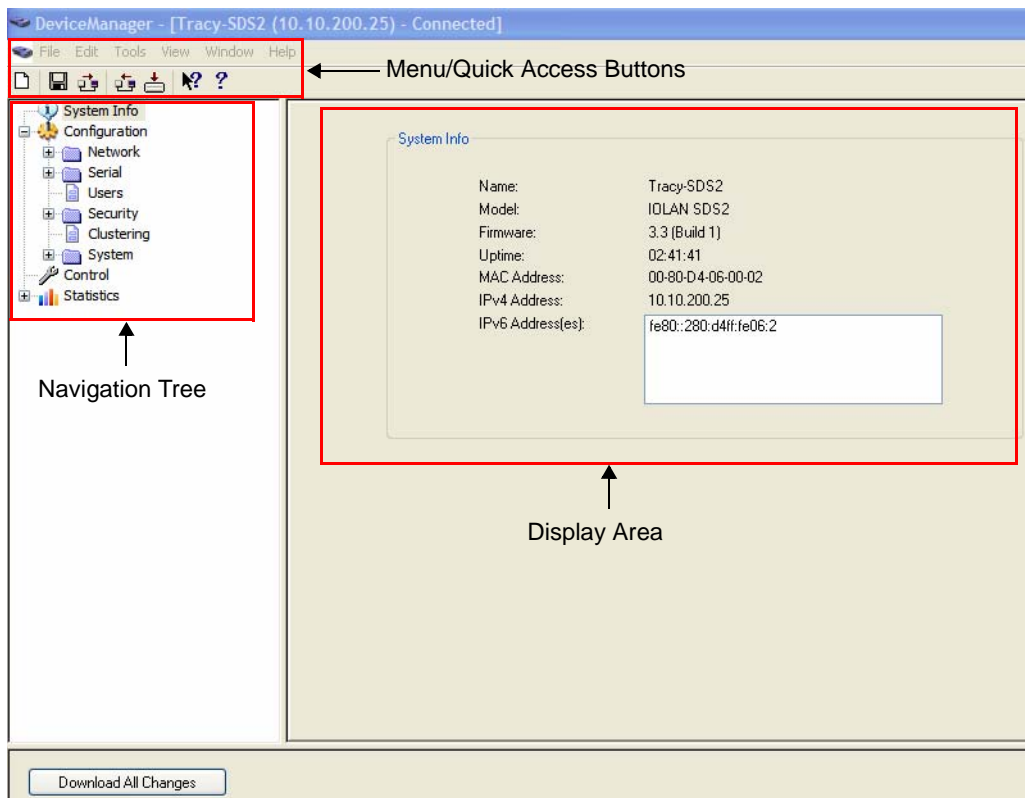 DeviceManager - [Tracy-SDS2 (10.10.200.25) - Connected]
File Edit Tools View Window Help
Menu/Quick Access Buttons
System Info
Configuration
Network
Serial
Users
Security
Clustering
System
Control
Statistics
Navigation Tree
System Info
Name: Tracy-SDS2
Model: IOLAN SDS2
Firmware: 3.3 (Build 1)
Uptime: 02:41:41
MAC Address: 00-80-D4-06-00-02
IPv4 Address: 10.10.200.25
IPv6 Address(es): fe80::280:d4ff:fe06:2
Display Area
Download All Changes